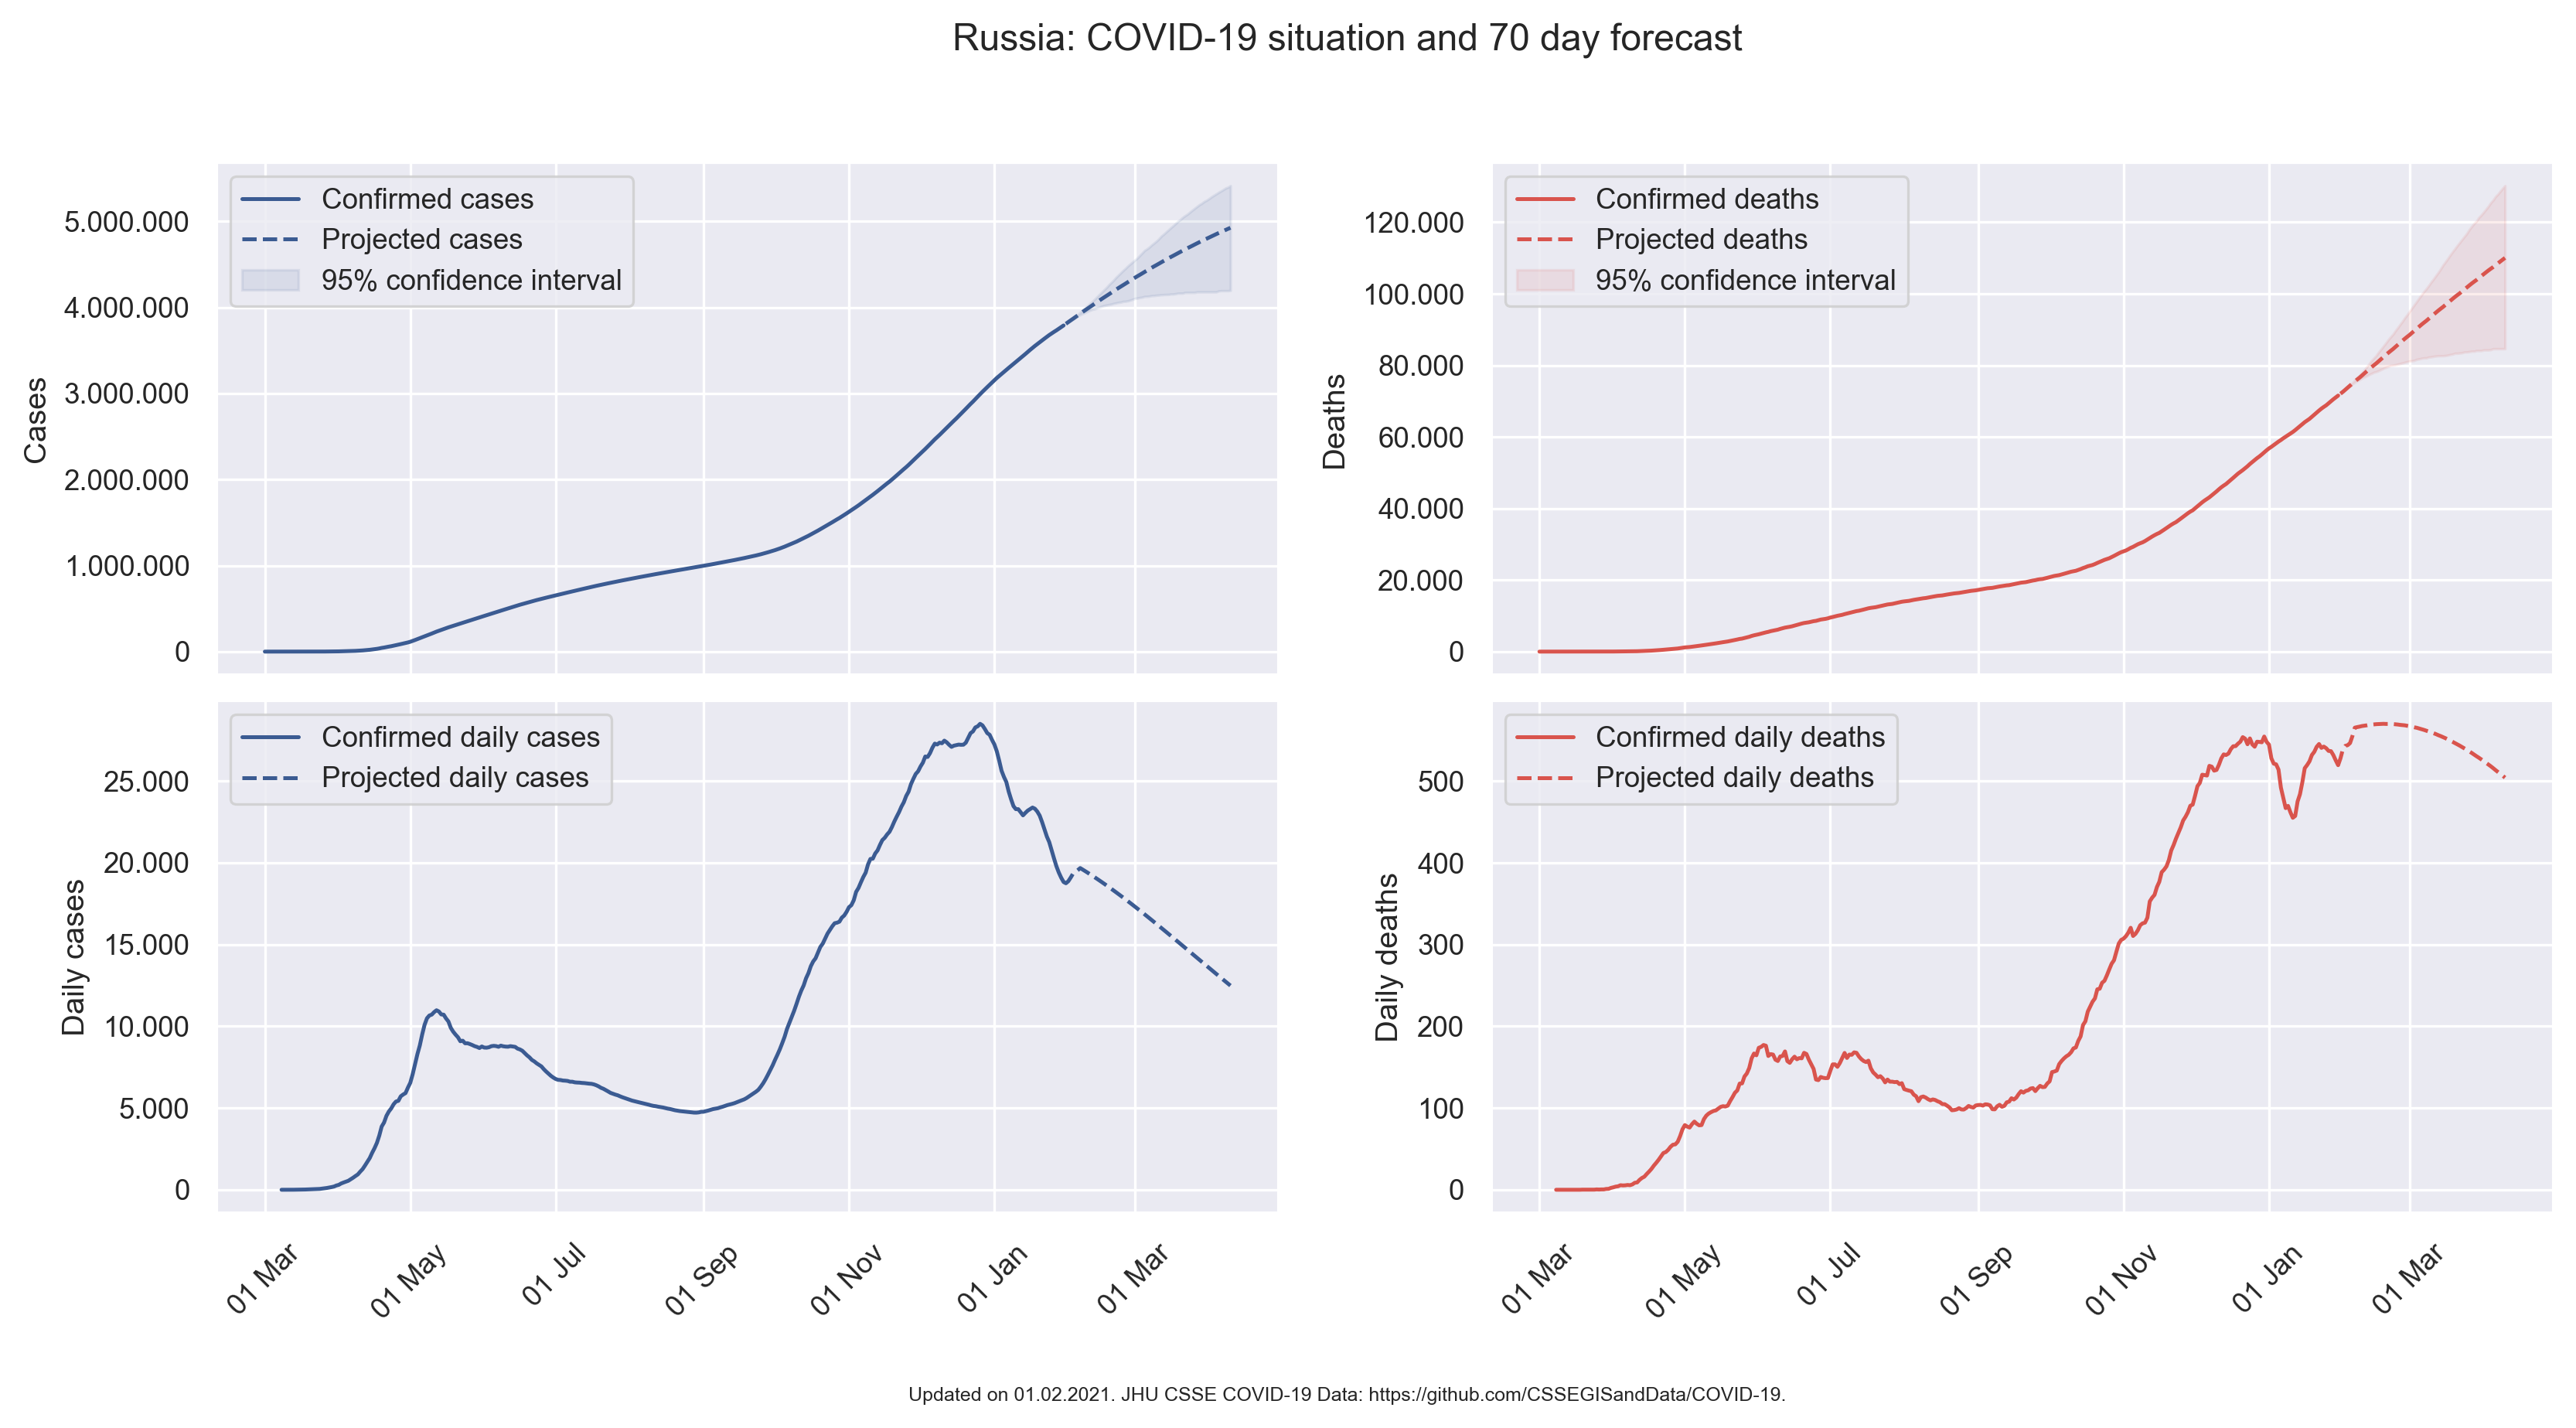 Russia: COVID-19 situation and 70 day forecast
Confirmed cases
Projected cases
95% confidence interval
5.000.000
4.000.000
3.000.000
2.000.000
1.000.000
0
Cases
Confirmed deaths
Projected deaths
95% confidence interval
120.000
100.000
80.000
60.000
40.000
20.000
0
Deaths
Confirmed daily cases
Projected daily cases
25.000
20.000
15.000
10.000
5.000
0
Daily cases
01 Mar
01 May
01 Jul
01 Sep
01 Nov
01 Jan
01 Mar
Confirmed daily deaths
Projected daily deaths
500
400
300
200
100
0
Daily deaths
01 Mar
01 May
01 Jul
01 Sep
01 Nov
01 Jan
01 Mar
Updated on 01.02.2021. JHU CSSE COVID-19 Data: https://github.com/CSSEGISandData/COVID-19.